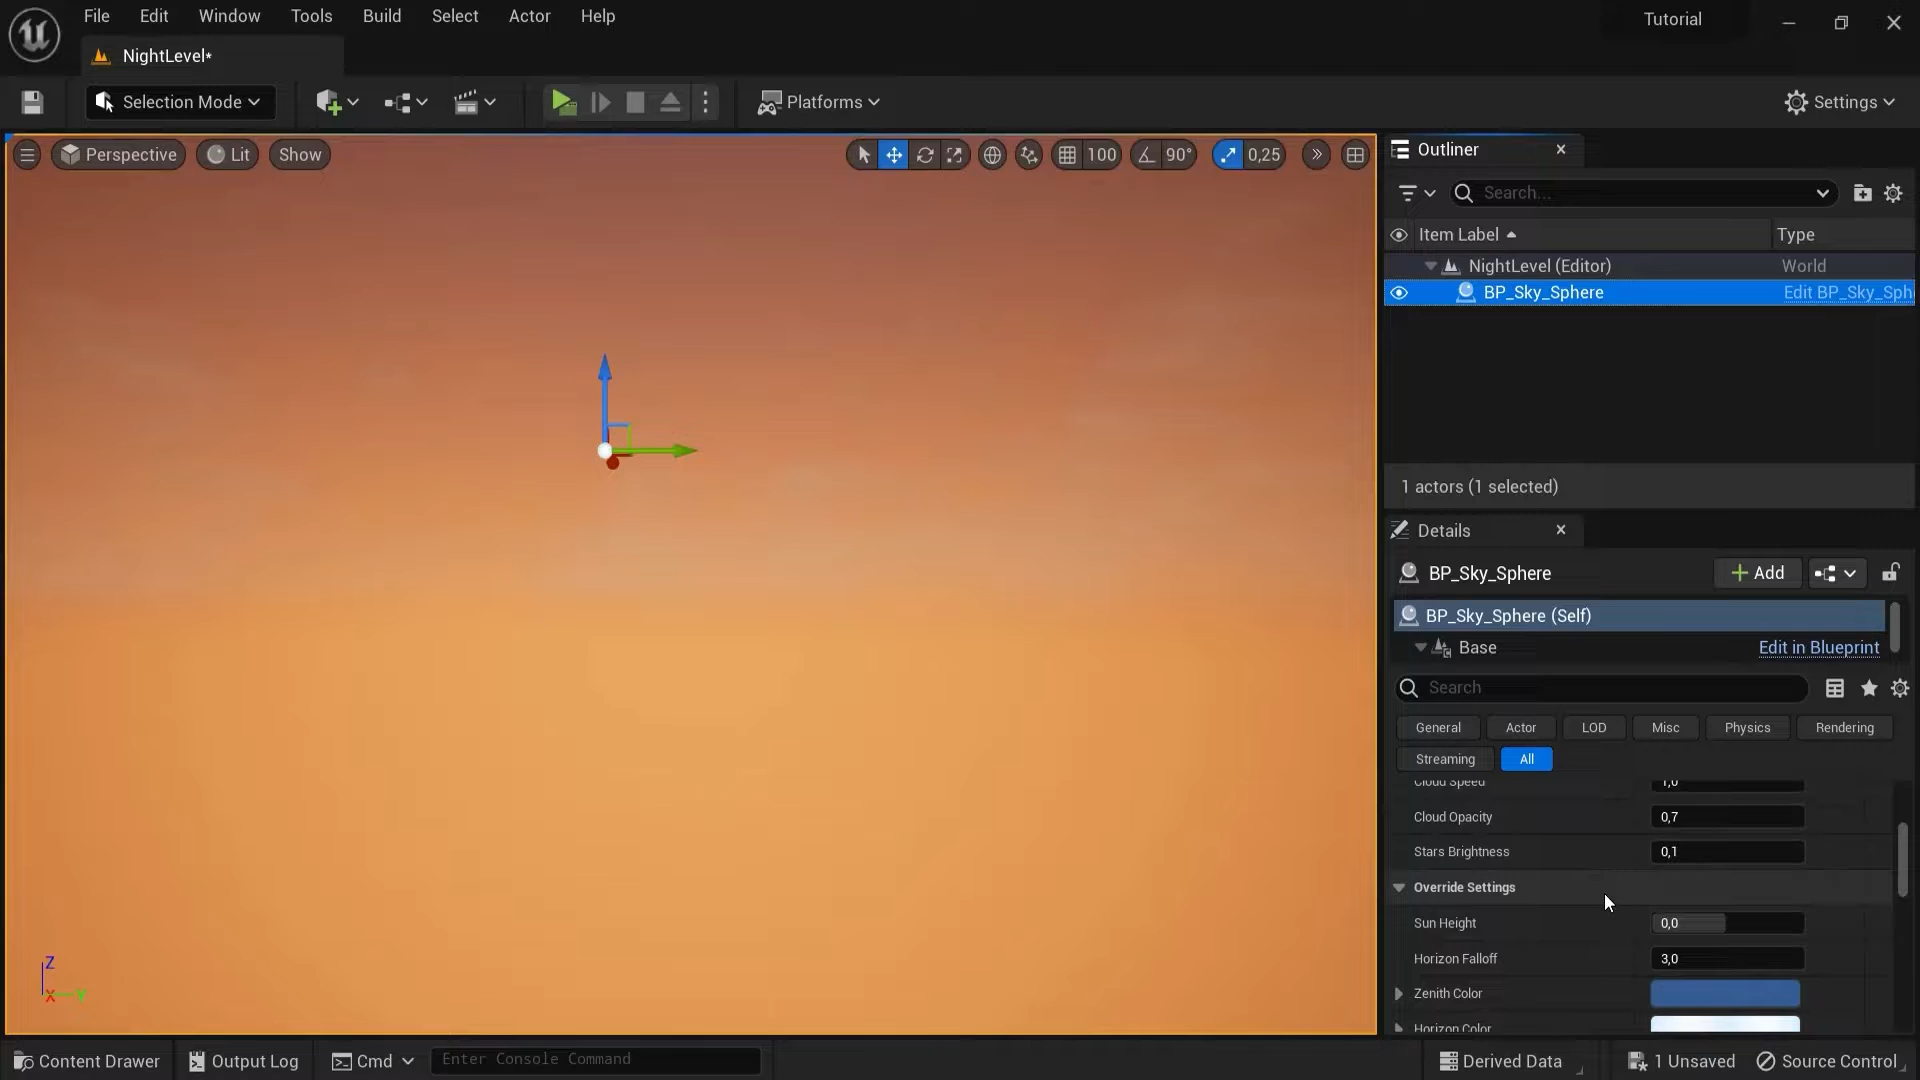 File Edit Window Tools Build Select Actor Help
Tutorial
NightLevel*
Selection Mode
Platforms
Settings
Perspective
Lit
Show
100
90°
0,25
Outliner
Search...
Item Label
Type
NightLevel (Editor)
World
BP_Sky_Sphere
Edit BP_Sky_Sph
1 actors (1 selected)
Details
BP_Sky_Sphere
Add
BP_Sky_Sphere (Self)
Base
Edit in Blueprint
Search
General Actor LOD Misc Physics Rendering
Streaming All
Cloud Speed 1,0
Cloud Opacity 0,7
Stars Brightness 0,1
Override Settings
Sun Height 0,0
Horizon Falloff 3,0
Zenith Color
Horizon Color
Z
X Y
Content Drawer
Output Log
Cmd
Enter Console Command
Derived Data
1 Unsaved
Source Control